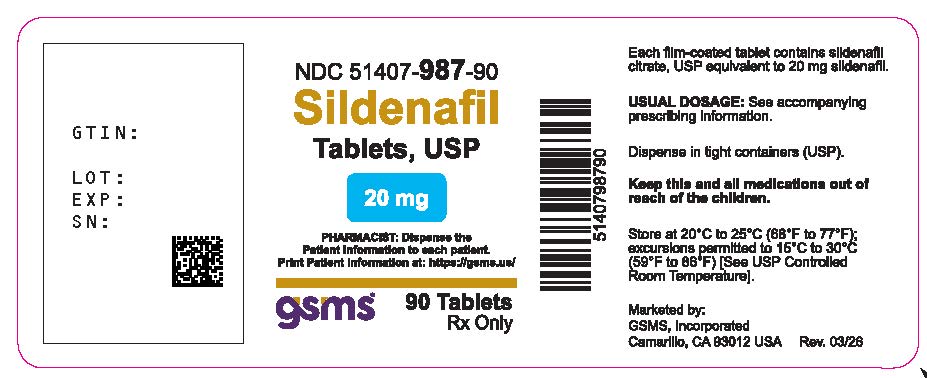 GTIN:
LOT:
EXP:
SN:
NDC 51407-987-90
Sildenafil
Tablets, USP
20 mg
PHARMACIST: Dispense the
Patient Information to each patient.
Print Patient Information at: https://gsms.us/
gsms®
90 Tablets
Rx Only
5140798790
Each film-coated tablet contains sildenafil
citrate, USP equivalent to 20 mg sildenafil.
USUAL DOSAGE: See accompanying
prescribing information.
Dispense in tight containers (USP).
Keep this and all medications out of
reach of the children.
Store at 20°C to 25°C (68°F to 77°F);
excursions permitted to 15°C to 30°C
(59°F to 86°F) [See USP Controlled
Room Temperature].
Marketed by:
GSMS, Incorporated
Camarillo, CA 93012 USA Rev. 03/26